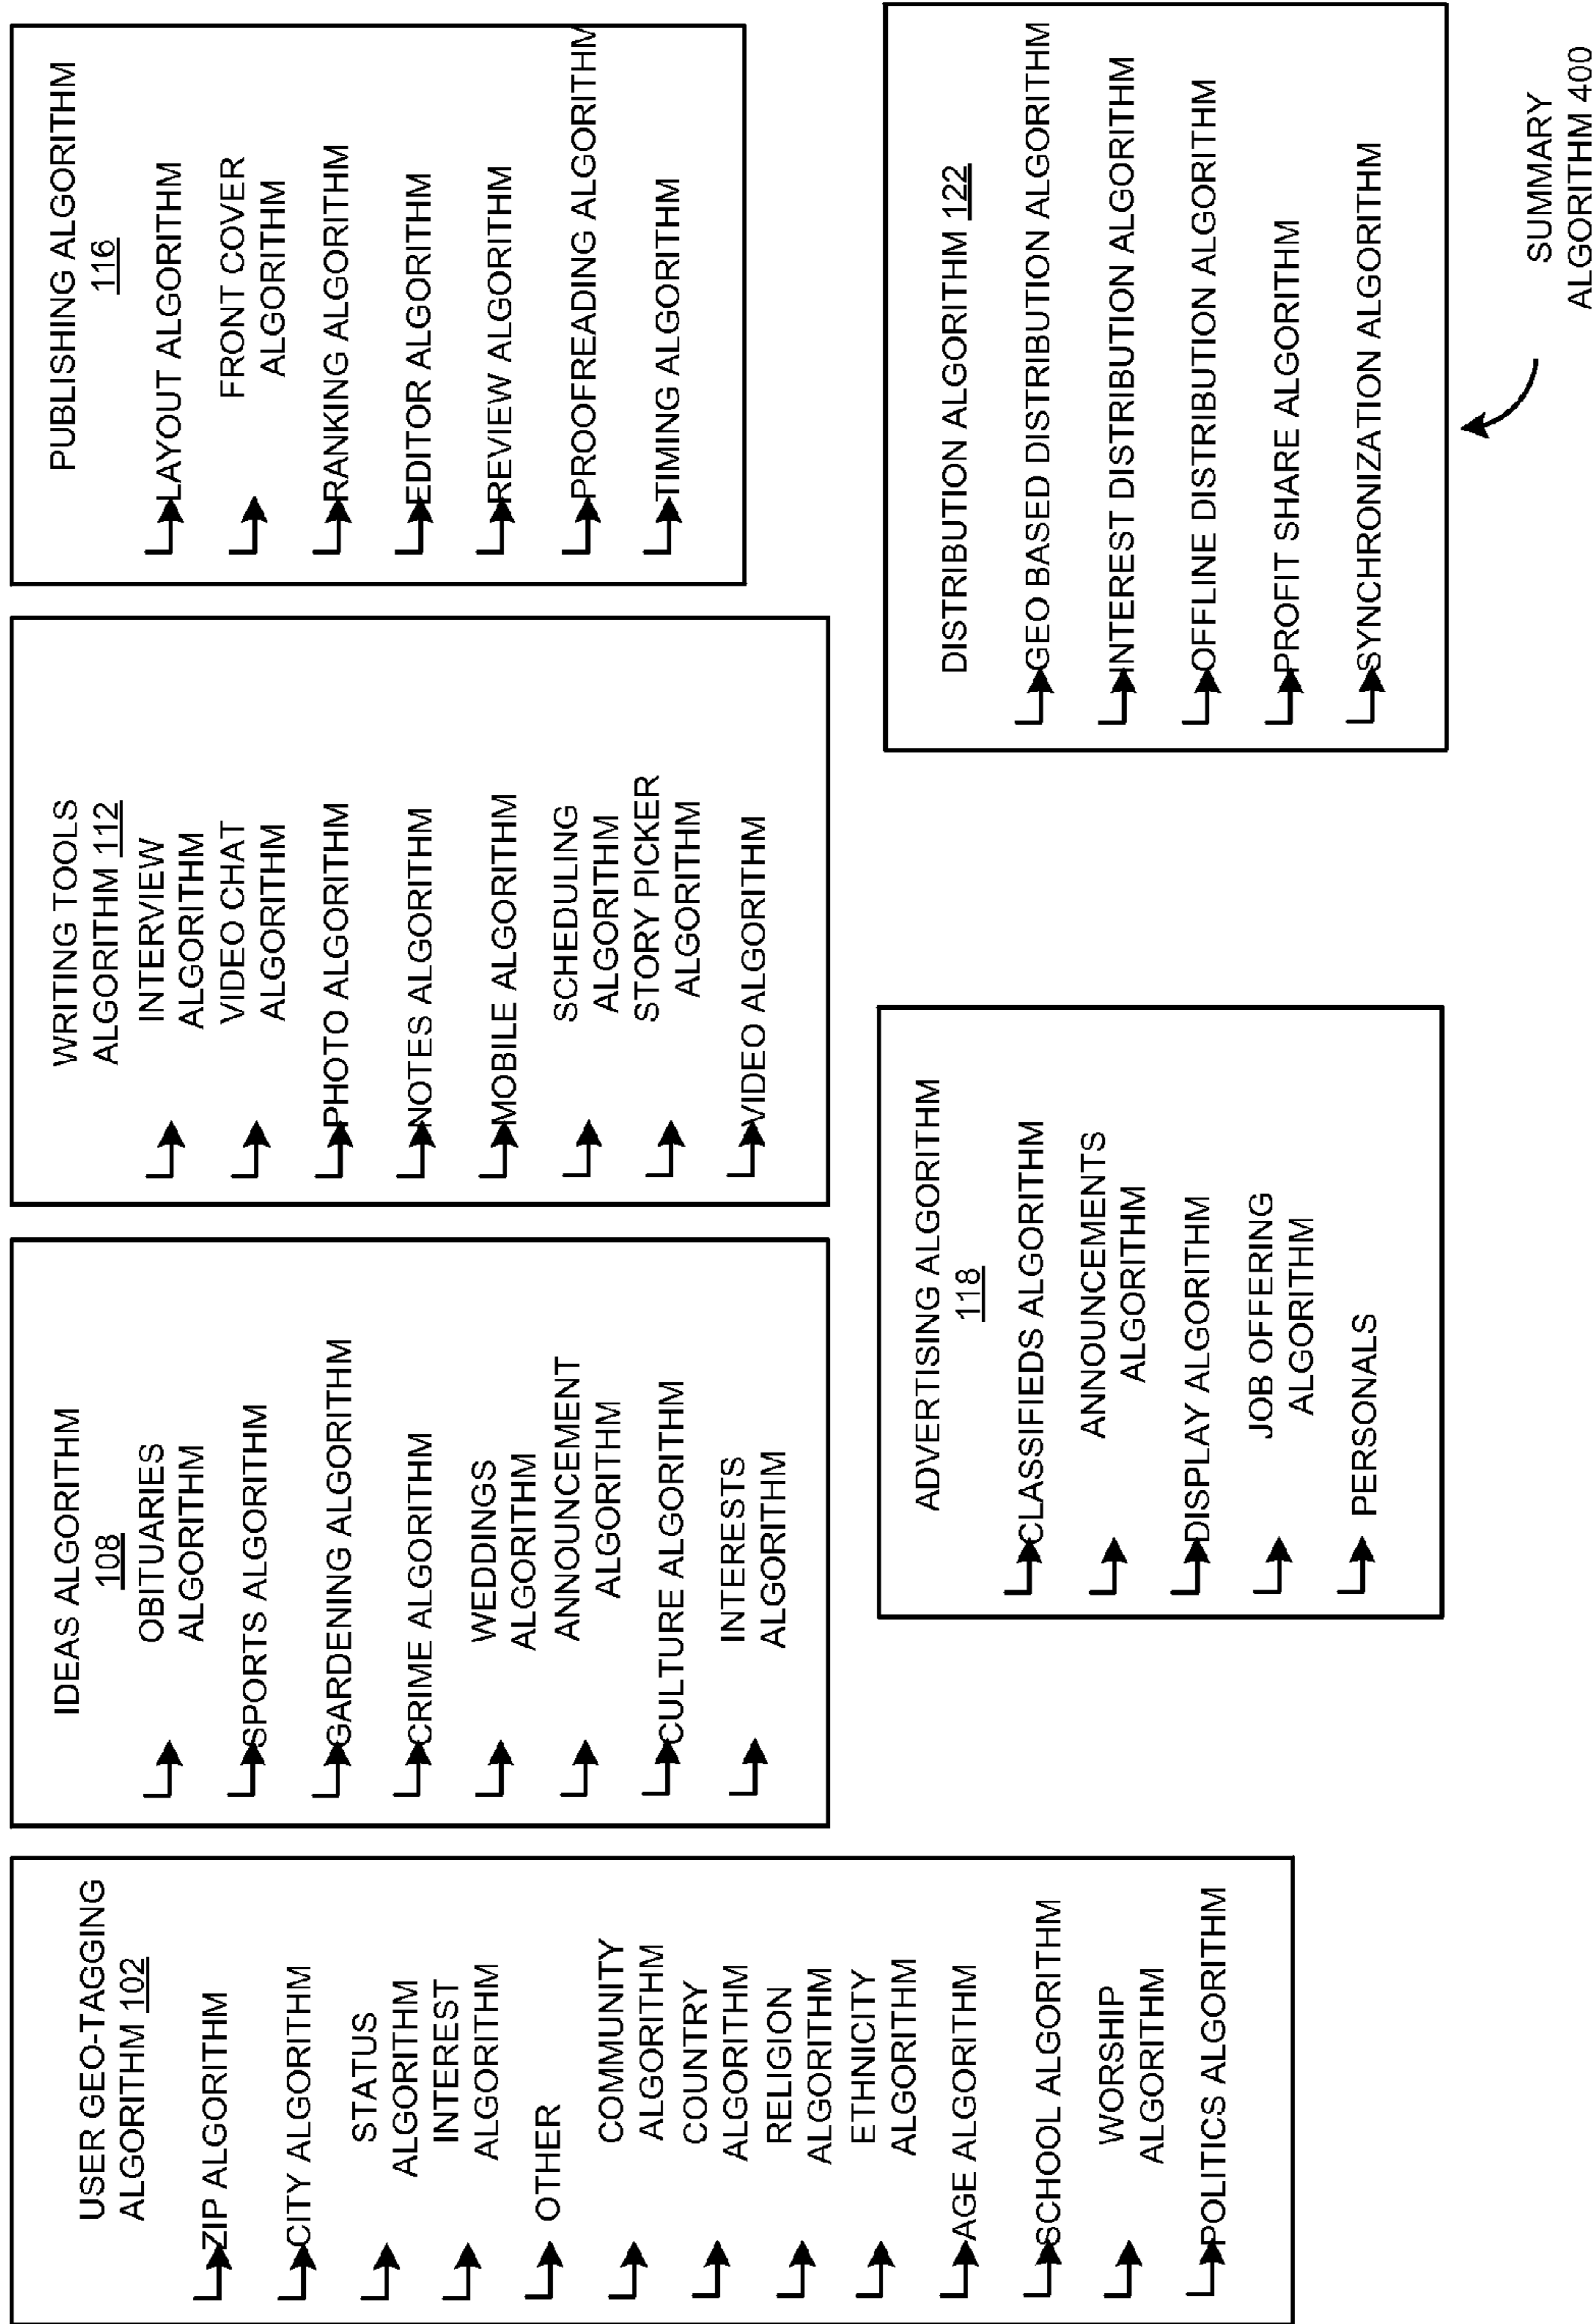 USER GEO-TAGGING
ALGORITHM 102
ZIP ALGORITHM
CITY ALGORITHM
STATUS
ALGORITHM
INTEREST
ALGORITHM
OTHER
COMMUNITY
ALGORITHM
COUNTRY
ALGORITHM
RELIGION
ALGORITHM
ETHNICITY
ALGORITHM
AGE ALGORITHM
SCHOOL ALGORITHM
WORSHIP
ALGORITHM
POLITICS ALGORITHM
IDEAS ALGORITHM
108
OBITUARIES
ALGORITHM
SPORTS ALGORITHM
GARDENING ALGORITHM
CRIME ALGORITHM
WEDDINGS
ALGORITHM
ANNOUNCEMENT
ALGORITHM
CULTURE ALGORITHM
INTERESTS
ALGORITHM
WRITING TOOLS
ALGORITHM 112
INTERVIEW
ALGORITHM
VIDEO CHAT
ALGORITHM
PHOTO ALGORITHM
NOTES ALGORITHM
MOBILE ALGORITHM
SCHEDULING
ALGORITHM
STORY PICKER
ALGORITHM
VIDEO ALGORITHM
PUBLISHING ALGORITHM
116
LAYOUT ALGORITHM
FRONT COVER
ALGORITHM
RANKING ALGORITHM
EDITOR ALGORITHM
REVIEW ALGORITHM
PROOFREADING ALGORITHM
TIMING ALGORITHM
ADVERTISING ALGORITHM
118
CLASSIFIEDS ALGORITHM
ANNOUNCEMENTS
ALGORITHM
DISPLAY ALGORITHM
JOB OFFERING
ALGORITHM
PERSONALS
DISTRIBUTION ALGORITHM 122
GEO BASED DISTRIBUTION ALGORITHM
INTEREST DISTRIBUTION ALGORITHM
OFFLINE DISTRIBUTION ALGORITHM
PROFIT SHARE ALGORITHM
SYNCHRONIZATION ALGORITHM
SUMMARY
ALGORITHM 400